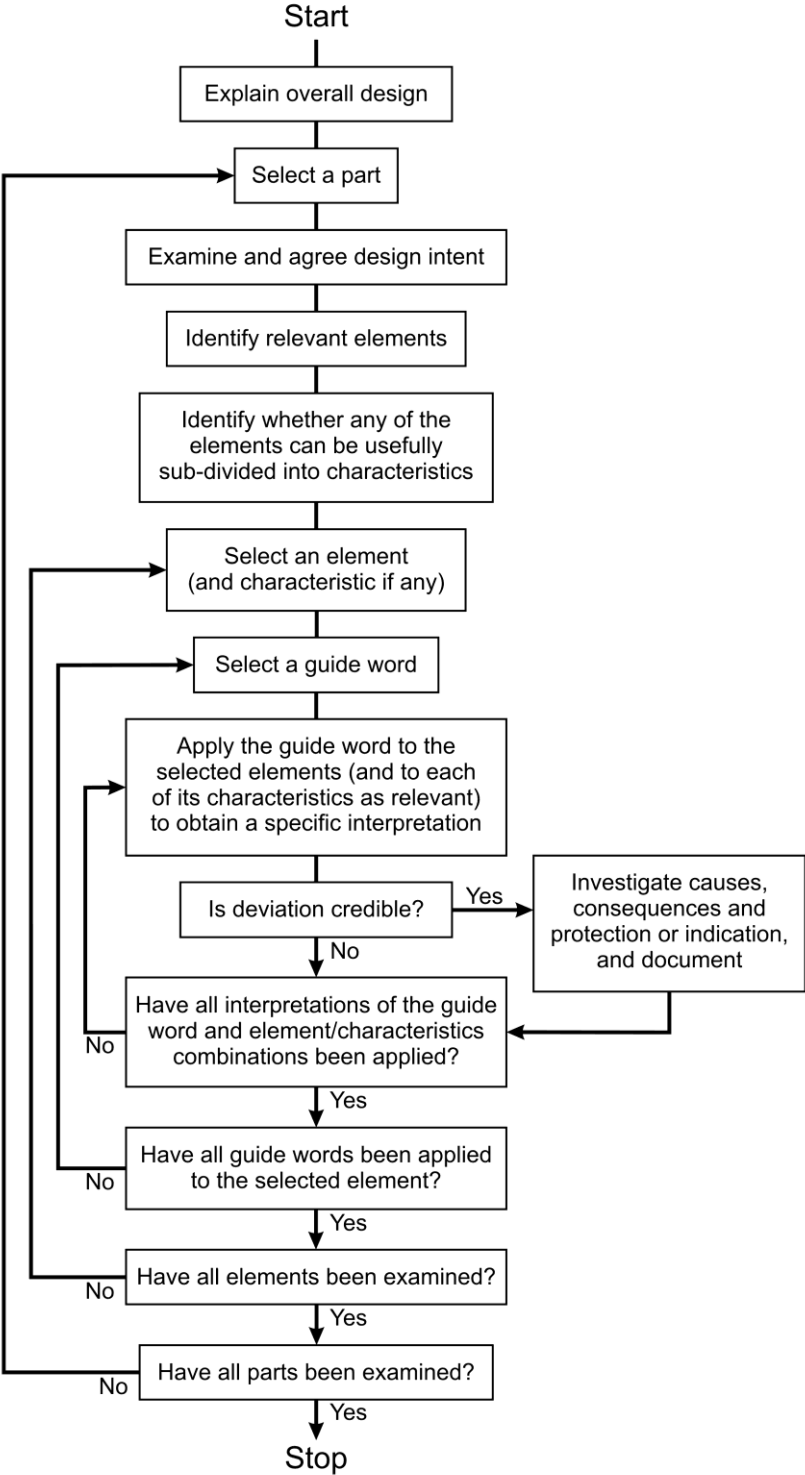 Start
Explain overall design
Select a part
Examine and agree design intent
Identify relevant elements
Identify whether any of the
elements can be usefully
sub-divided into characteristics
Select an element
(and characteristic if any)
Select a guide word
Apply the guide word to the
selected elements (and to each
of its characteristics as relevant)
to obtain a specific interpretation
Is deviation credible?
Yes
Investigate causes,
consequences and
protection or indication,
and document
No
Have all interpretations of the guide
word and element/characteristics
combinations been applied?
No
Yes
Have all guide words been applied
to the selected element?
No
Yes
Have all elements been examined?
No
Yes
Have all parts been examined?
No
Yes
Stop